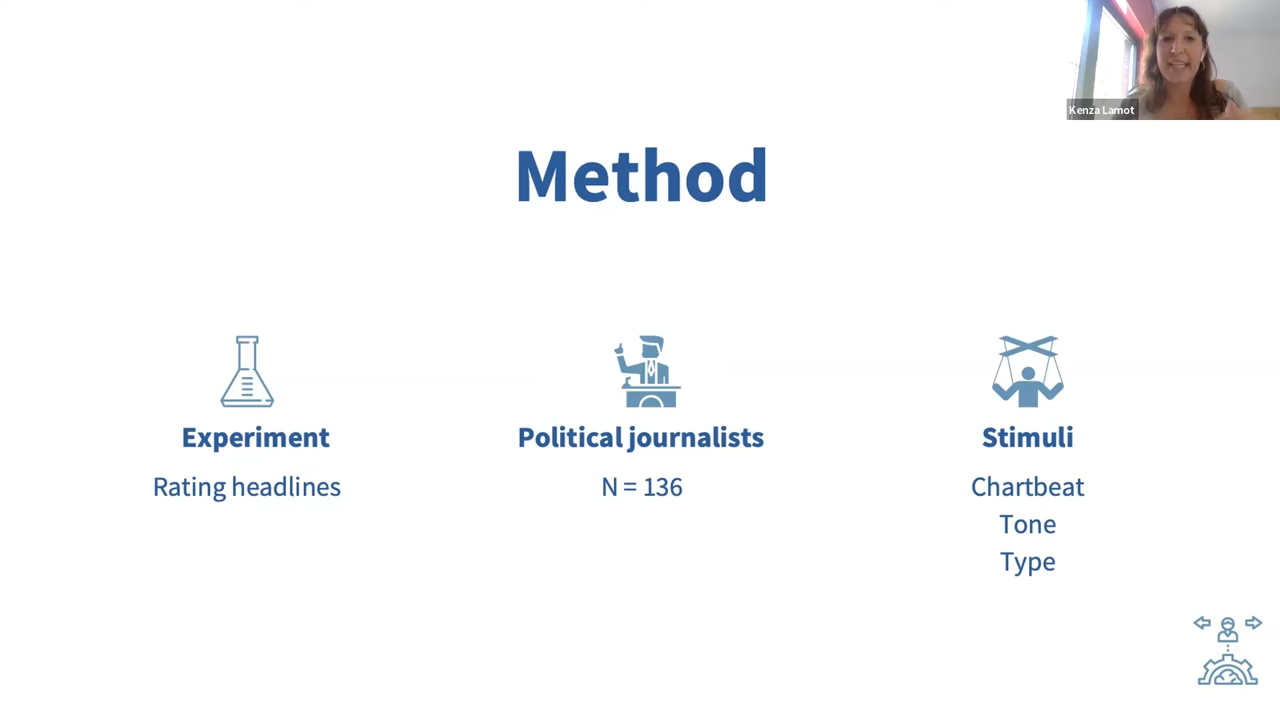 Kenza Lamot
Method
Experiment
Rating headlines
Political journalists
N = 136
Stimuli
Chartbeat
Tone
Type